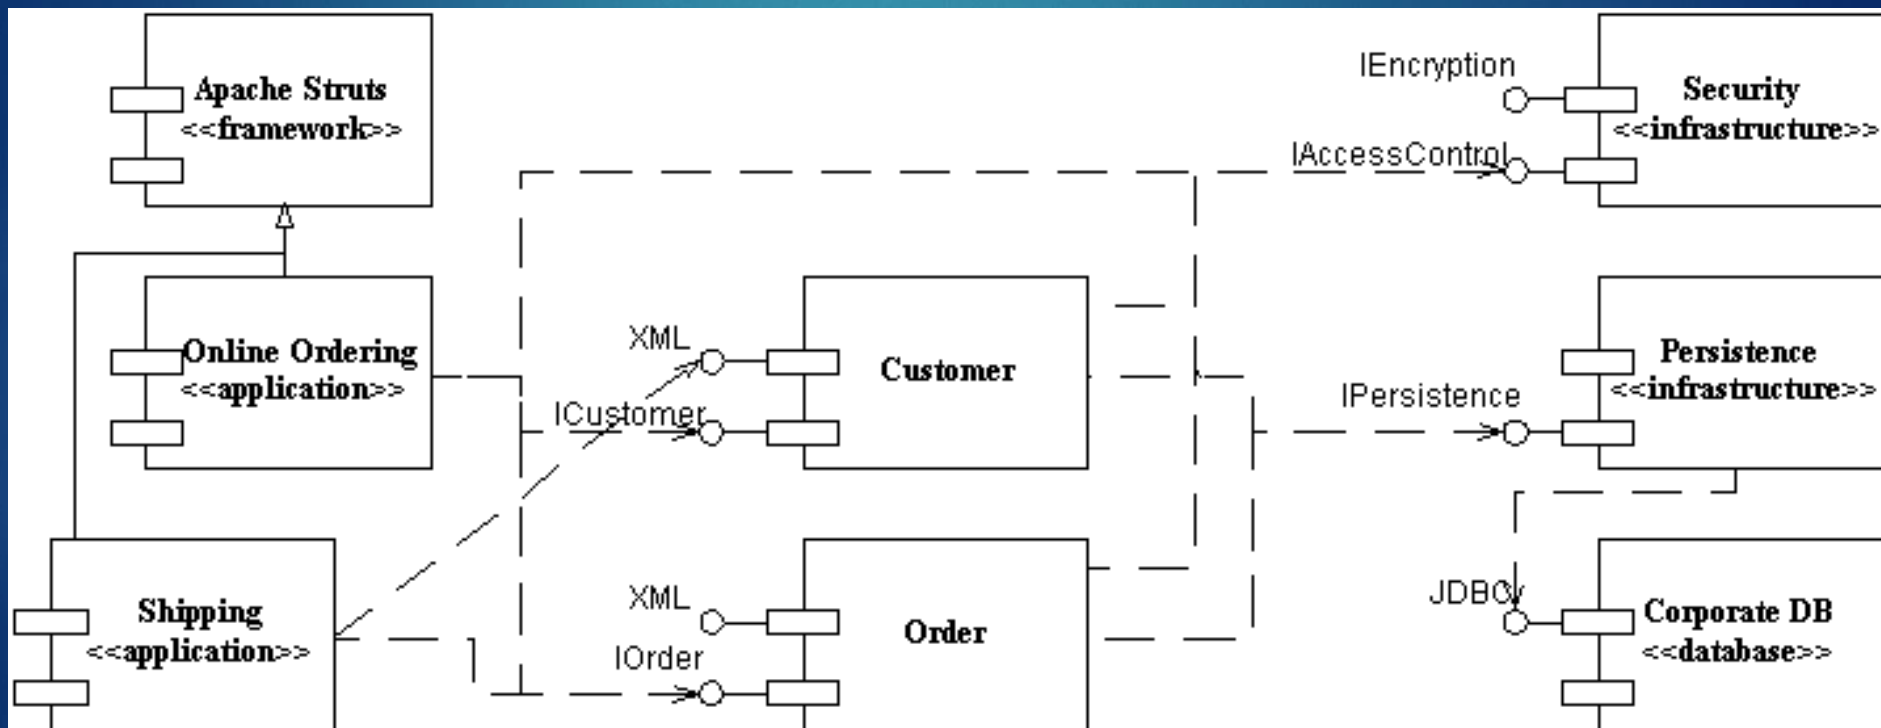 Apache Struts
<<framework>>
IEncryption
Security
<<infrastructure>>
IAccessControl
Online Ordering
<<application>>
XML
ICustomer
Customer
IPersistence
Persistence
<<infrastructure>>
Shipping
<<application>>
XML
IOrder
Order
JDBC
Corporate DB
<<database>>